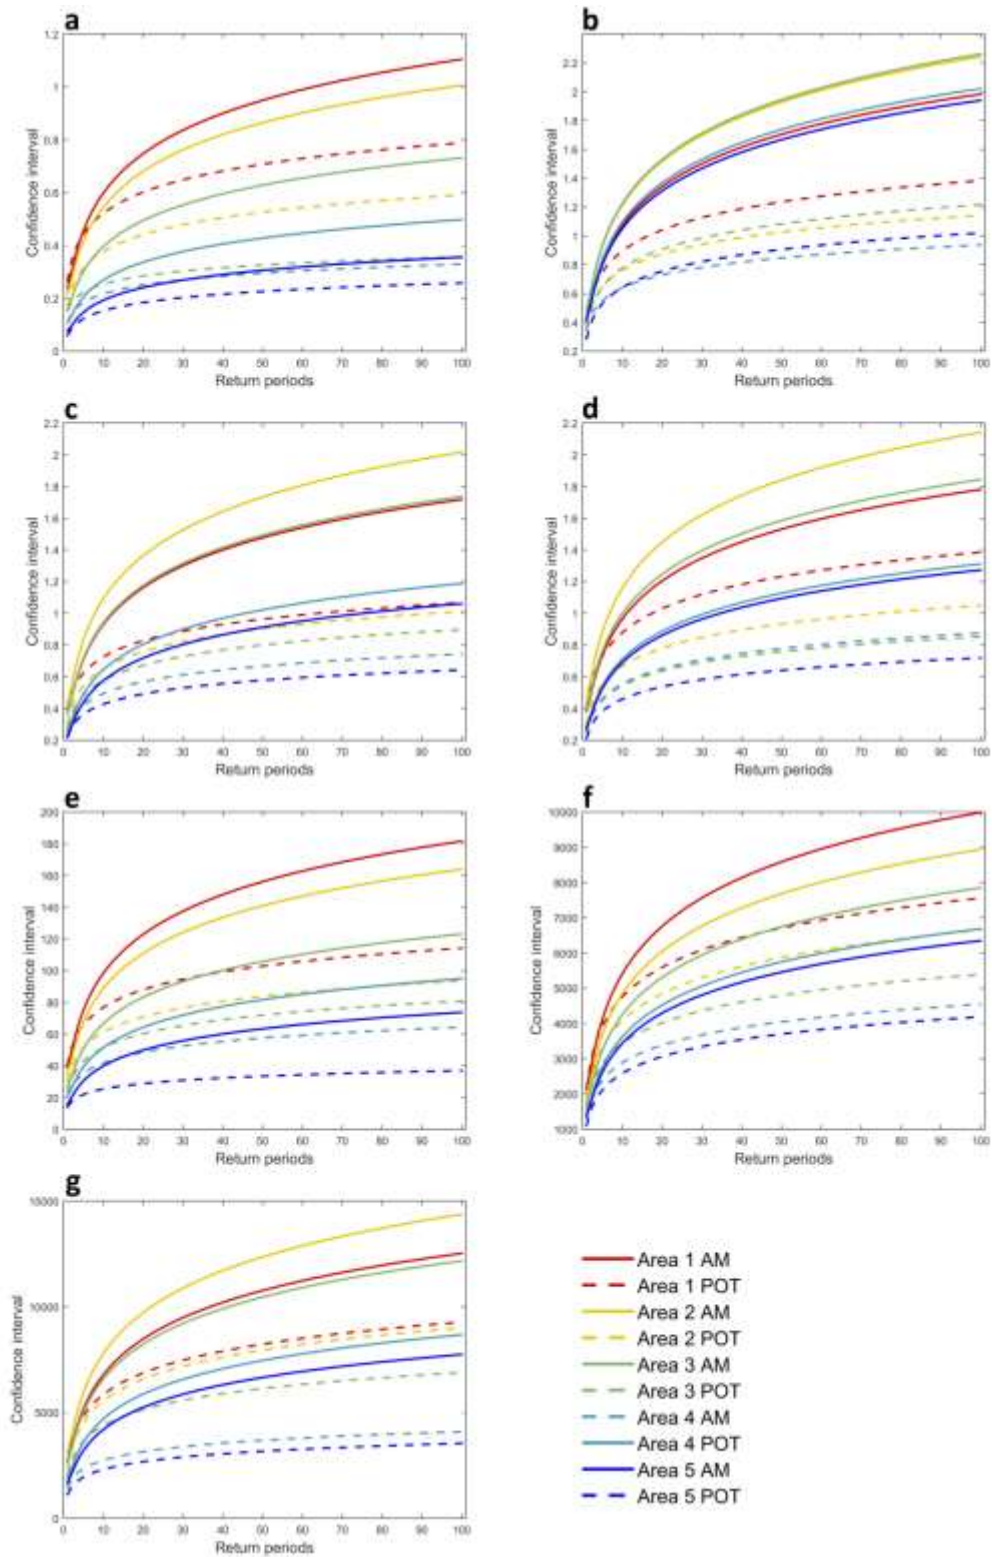 a
1.2
1
0.8
0.6
0.4
0.2
0
Confidence interval
0 10 20 30 40 50 60 70 80 90 100
Return periods
b
2.2
2
1.8
1.6
1.4
1.2
1
0.8
0.6
0.4
0.2
Confidence interval
0 10 20 30 40 50 60 70 80 90 100
Return periods
c
2.2
2
1.8
1.6
1.4
1.2
1
0.8
0.6
0.4
0.2
Confidence interval
0 10 20 30 40 50 60 70 80 90 100
Return periods
d
2.2
2
1.8
1.6
1.4
1.2
1
0.8
0.6
0.4
0.2
Confidence interval
0 10 20 30 40 50 60 70 80 90 100
Return periods
e
200
180
160
140
120
100
80
60
40
20
0
Confidence interval
0 10 20 30 40 50 60 70 80 90 100
Return periods
f
10000
9000
8000
7000
6000
5000
4000
3000
2000
1000
Confidence interval
0 10 20 30 40 50 60 70 80 90 100
Return periods
g
15000
10000
5000
0
Confidence interval
0 10 20 30 40 50 60 70 80 90 100
Return periods
Area 1 AM
Area 1 POT
Area 2 AM
Area 2 POT
Area 3 AM
Area 3 POT
Area 4 AM
Area 4 POT
Area 5 AM
Area 5 POT